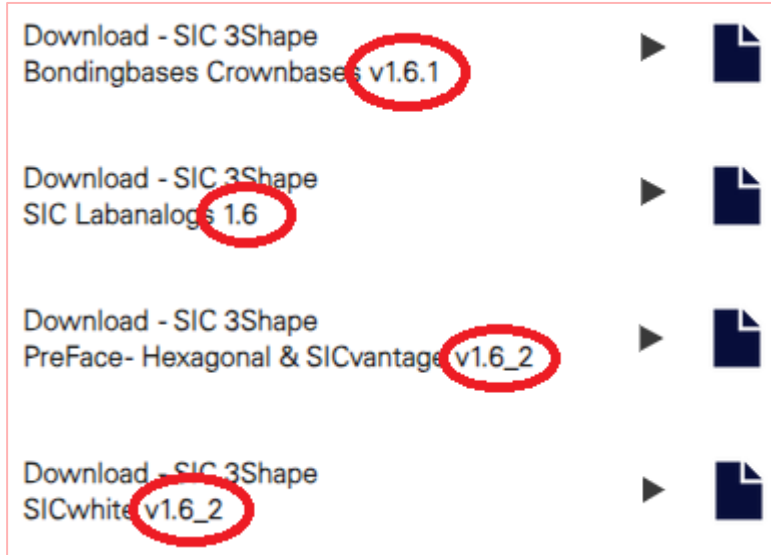 Download - SIC 3Shape
Bondingbases Crownbases v1.6.1
Download - SIC 3Shape
SIC Labanalogs 1.6
Download - SIC 3Shape
PreFace- Hexagonal & SICvantage v1.6_2
Download - SIC 3Shape
SICwhite v1.6_2